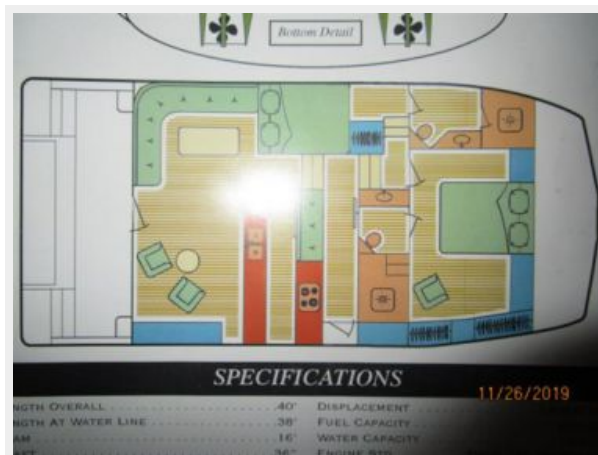 Bottom Detail
SPECIFICATIONS
11/26/2019
NGTH OVERALL 40' DISPLACEMENT
NGTH AT WATER LINE 38' FUEL CAPACITY
AM 16' WATER CAPACITY
36"